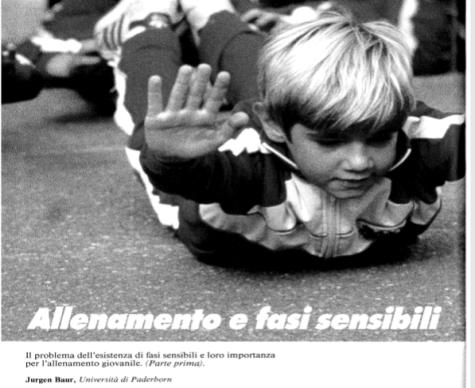 Allenamento e fasi sensibili
Il problema dell'esistenza di fasi sensibili e loro importanza
per l'allenamento giovanile. (Parte prima).
Jurgen Baur, Università di Paderborn